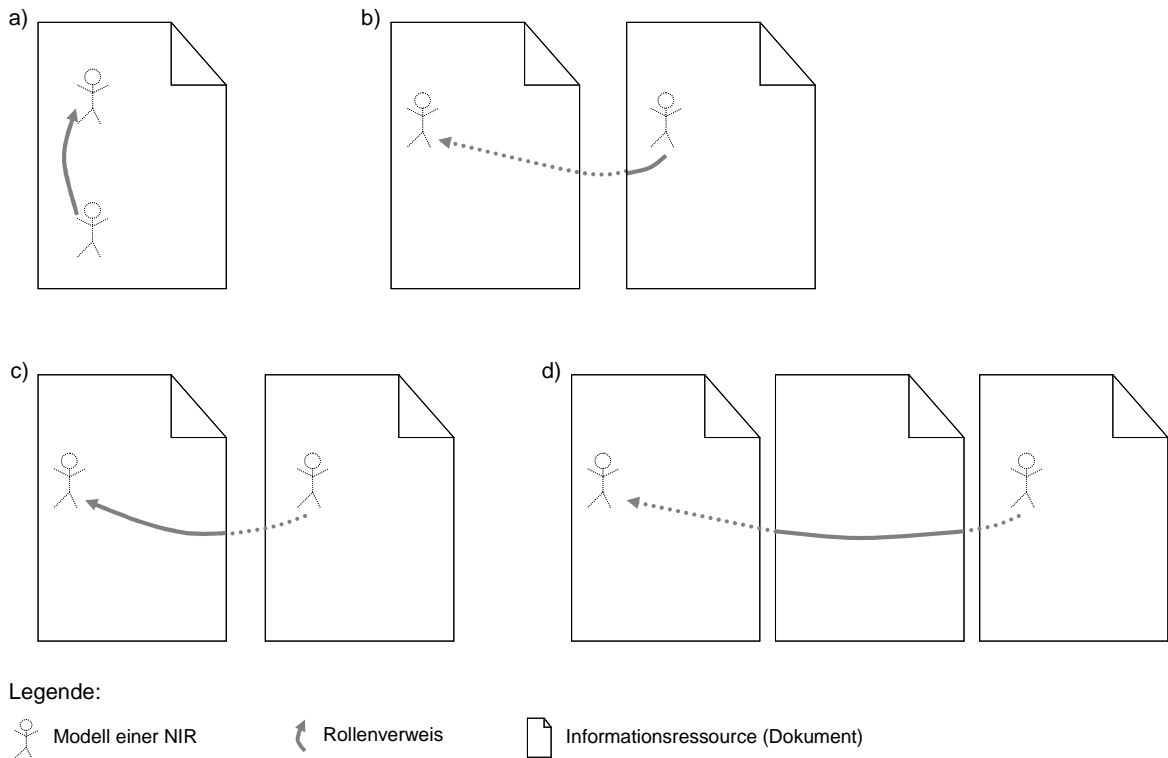 a)
b)
c)
d)
Legende:
Modell einer NIR
Rollenverweis
Informationsressource (Dokument)